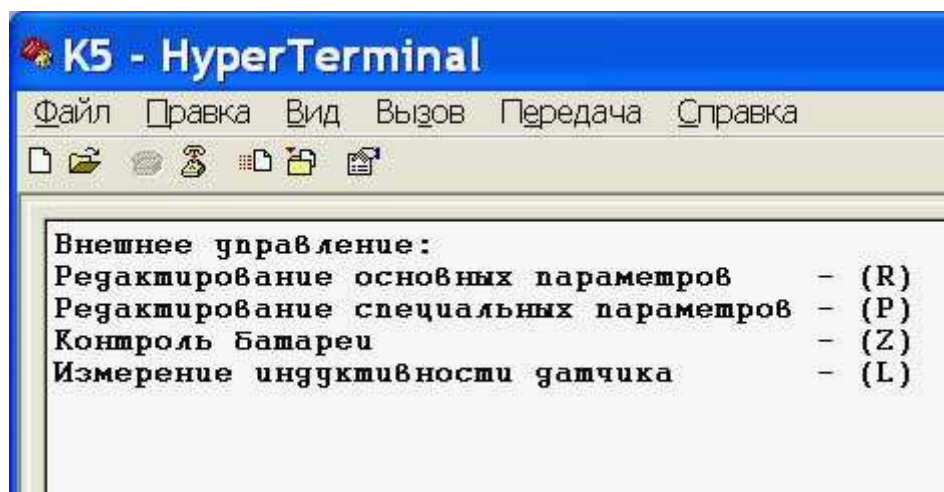 K5 - HyperTerminal
Файл Правка Вид Вызов Передача Справка
Внешнее управление:
Редактирование основных параметров - (R)
Редактирование специальных параметров - (P)
Контроль батареи - (Z)
Измерение индуктивности датчика - (L)